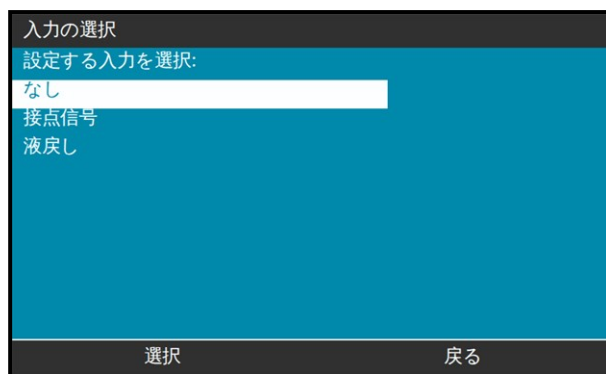 入力の選択
設定する入力を選択:
なし
接点信号
液戻し
選択 戻る